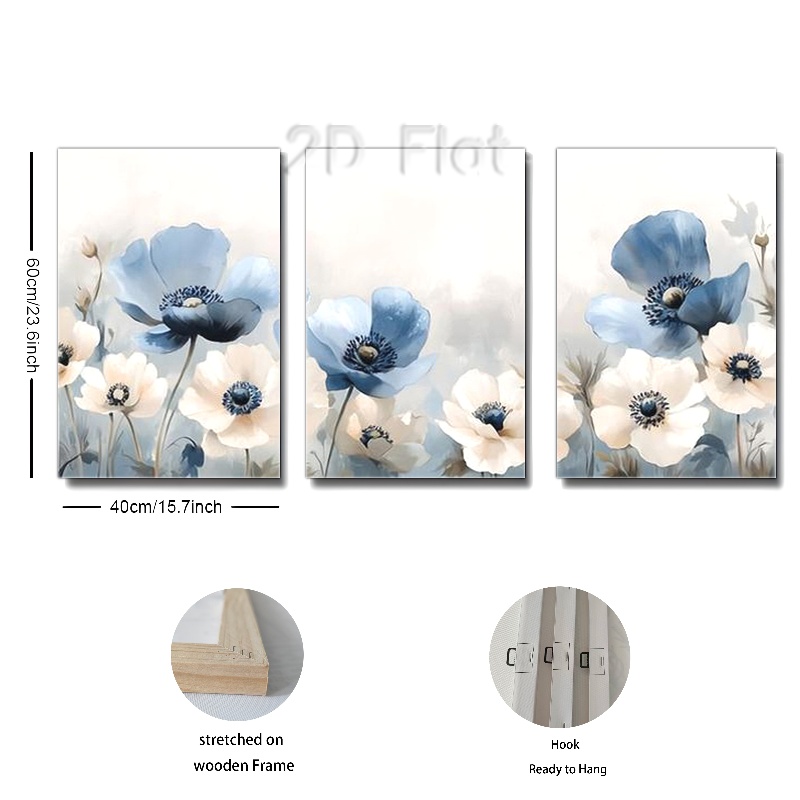 2D Flat
60cm/23.6inch
40cm/15.7inch
stretched on
wooden Frame
Hook
Ready to Hang